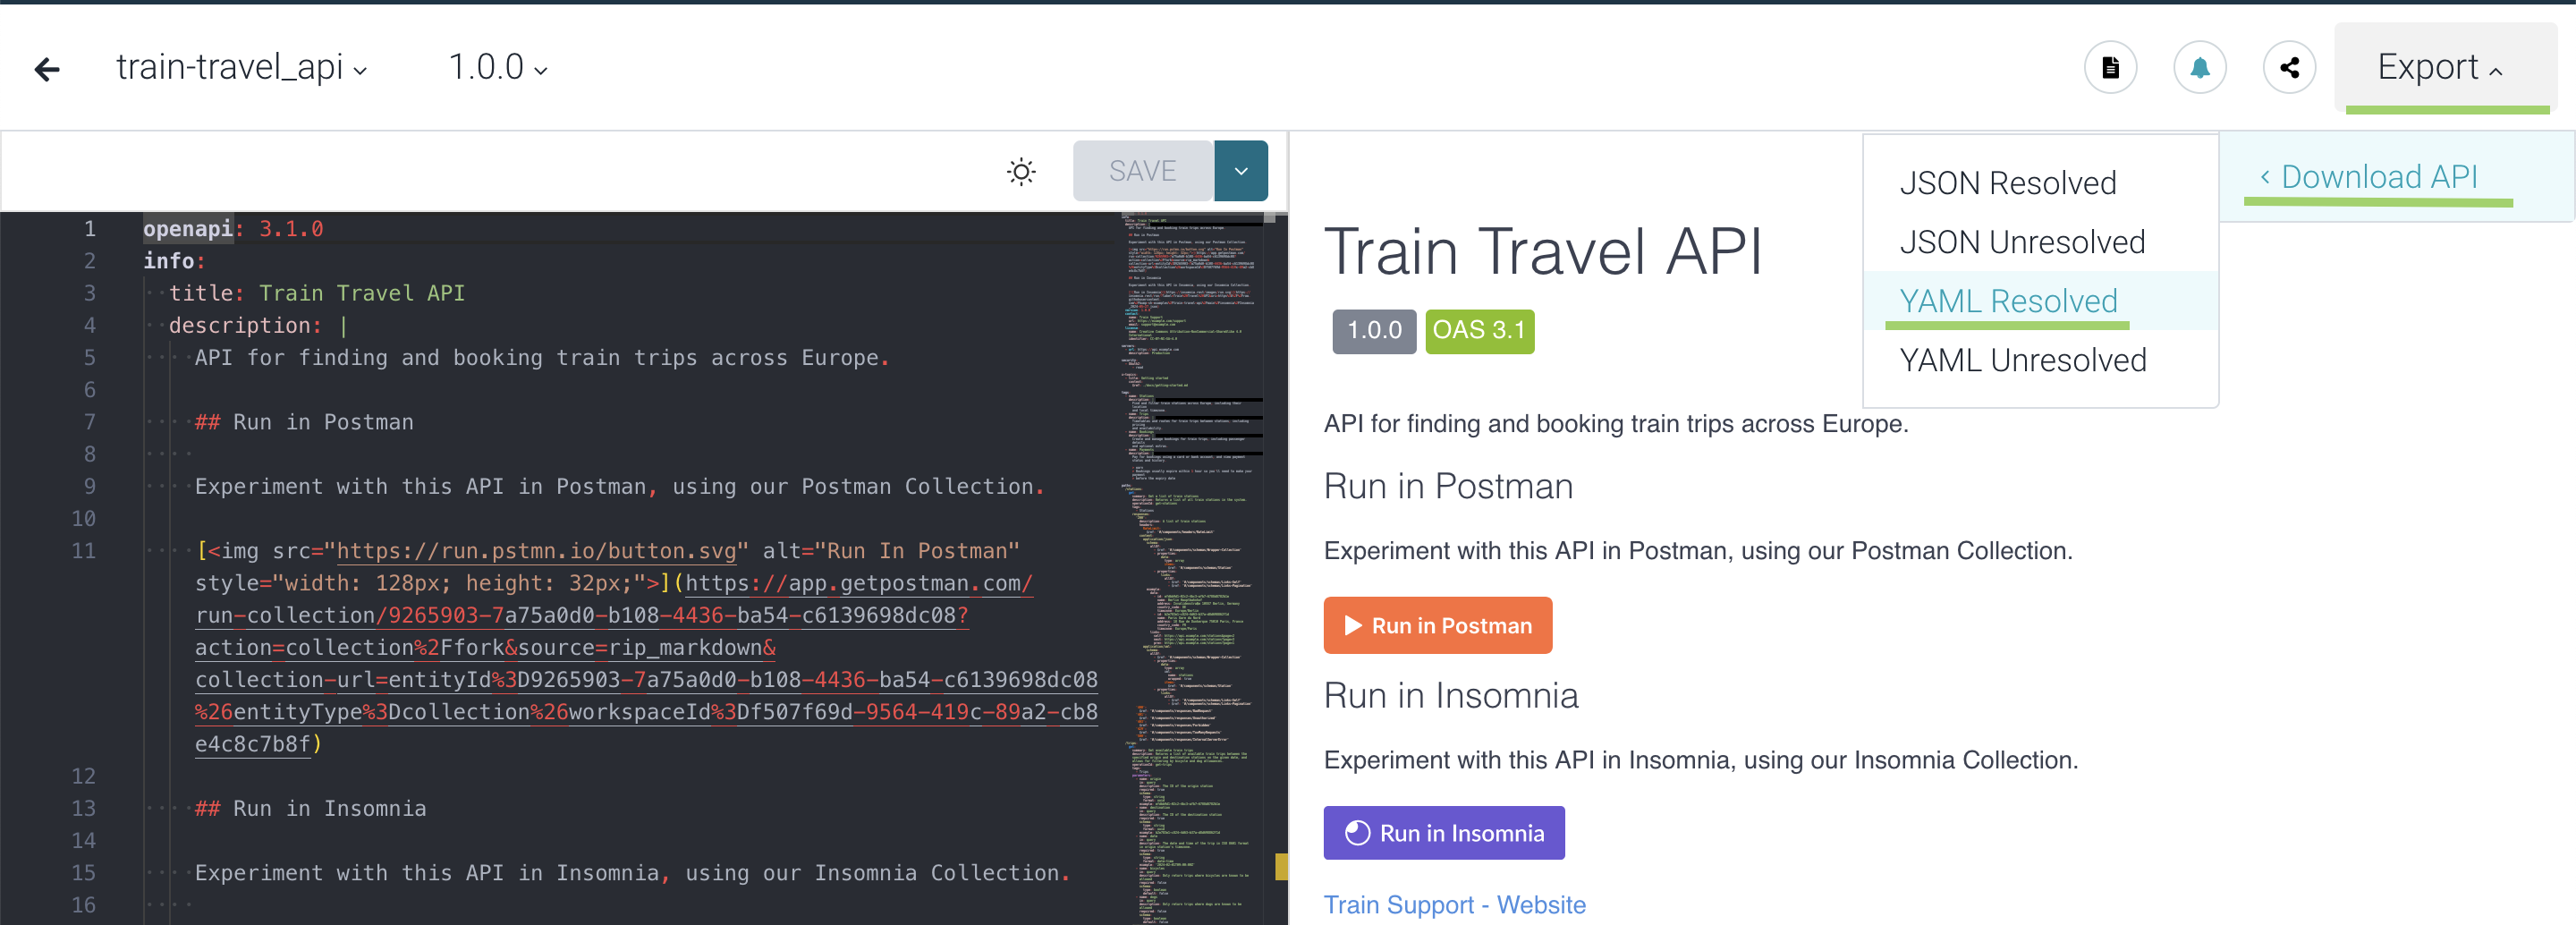 train-travel_api
1.0.0
Export
SAVE
JSON Resolved
JSON Unresolved
YAML Resolved
YAML Unresolved
Download API
1 openapi: 3.1.0
2 info:
3 title: Train Travel API
4 description: |
5 API for finding and booking train trips across Europe.
6
7 ## Run in Postman
8
9 Experiment with this API in Postman, using our Postman Collection.
10
11 [<img src="https://run.pstmn.io/button.svg" alt="Run In Postman"
style="width: 128px; height: 32px;">](https://app.getpostman.com/
run-collection/9265903-7a75a0d0-b108-4436-ba54-c6139698dc08?
action=collection%2Ffork&source=rip_markdown&
collection-url=entityId%3D9265903-7a75a0d0-b108-4436-ba54-c6139698dc08
%26entityType%3Dcollection%26workspaceId%3Df507f69d-9564-419c-89a2-cb8
e4c8c7b8f)
12
13 ## Run in Insomnia
14
15 Experiment with this API in Insomnia, using our Insomnia Collection.
16
Train Travel API
1.0.0 OAS 3.1
API for finding and booking train trips across Europe.
Run in Postman
Experiment with this API in Postman, using our Postman Collection.
Run in Postman
Run in Insomnia
Experiment with this API in Insomnia, using our Insomnia Collection.
Run in Insomnia
Train Support - Website